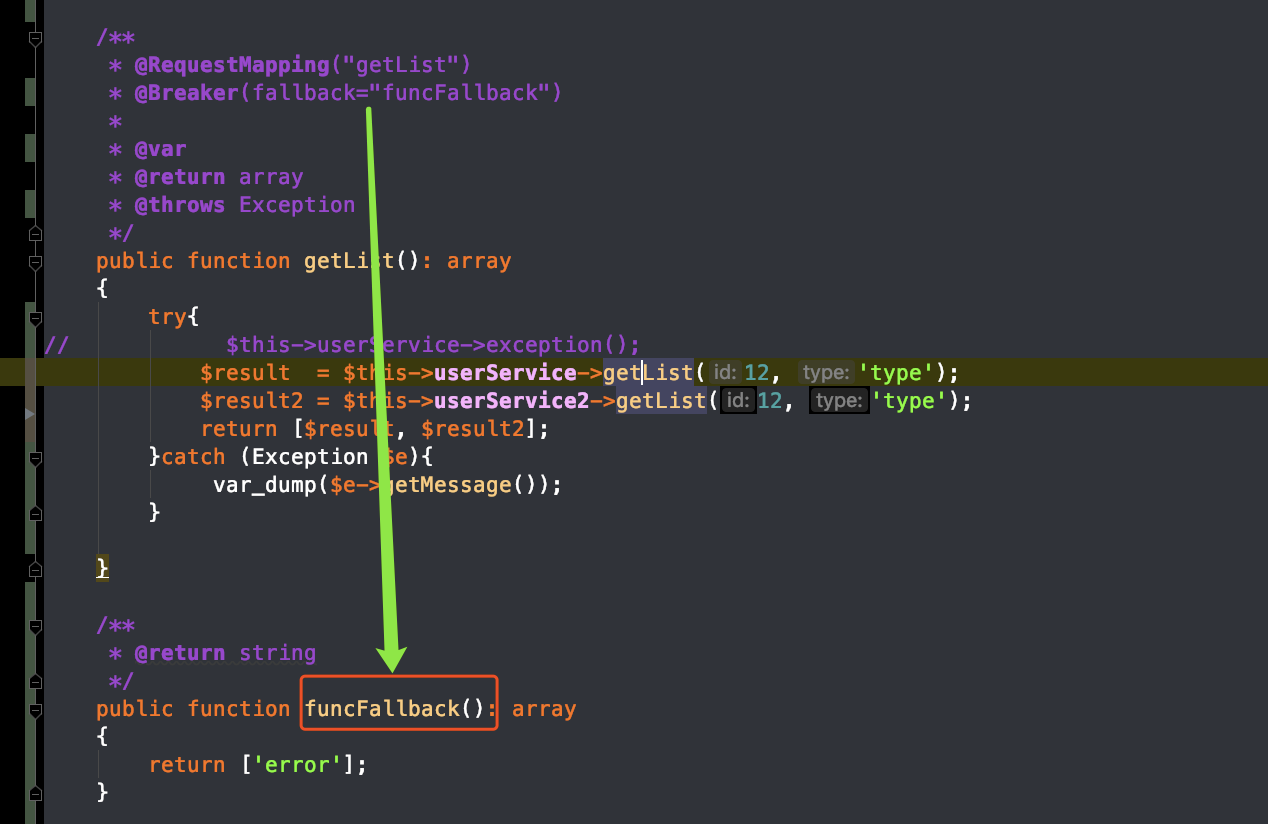 /**
* @RequestMapping("getList")
* @Breaker(fallback="funcFallback")
*
* @var
* @return array
* @throws Exception
*/
public function getList(): array
{
try{
// $this->userService->exception();
$result = $this->userService->getList( id: 12, type: 'type');
$result2 = $this->userService2->getList( id: 12, type: 'type');
return [$result, $result2];
}catch (Exception $e){
var_dump($e->getMessage());
}
}
/**
* @return string
*/
public function funcFallback(): array
{
return ['error'];
}